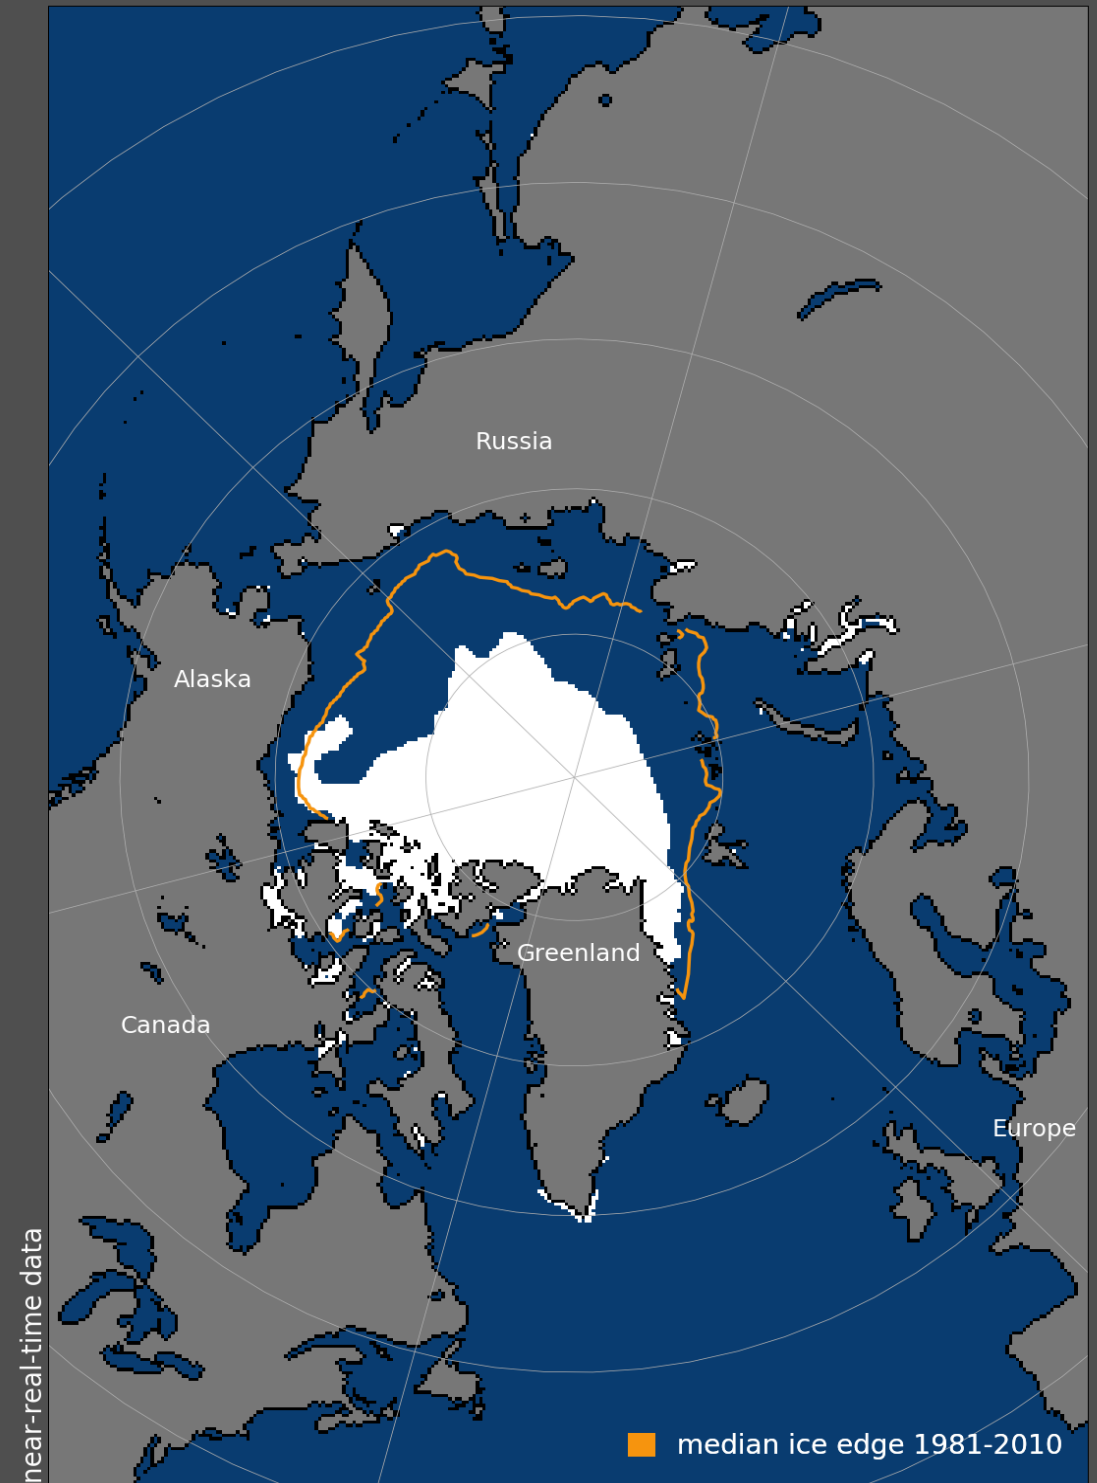 Russia
Alaska
Greenland
Canada
Europe
near-real-time data
median ice edge 1981-2010